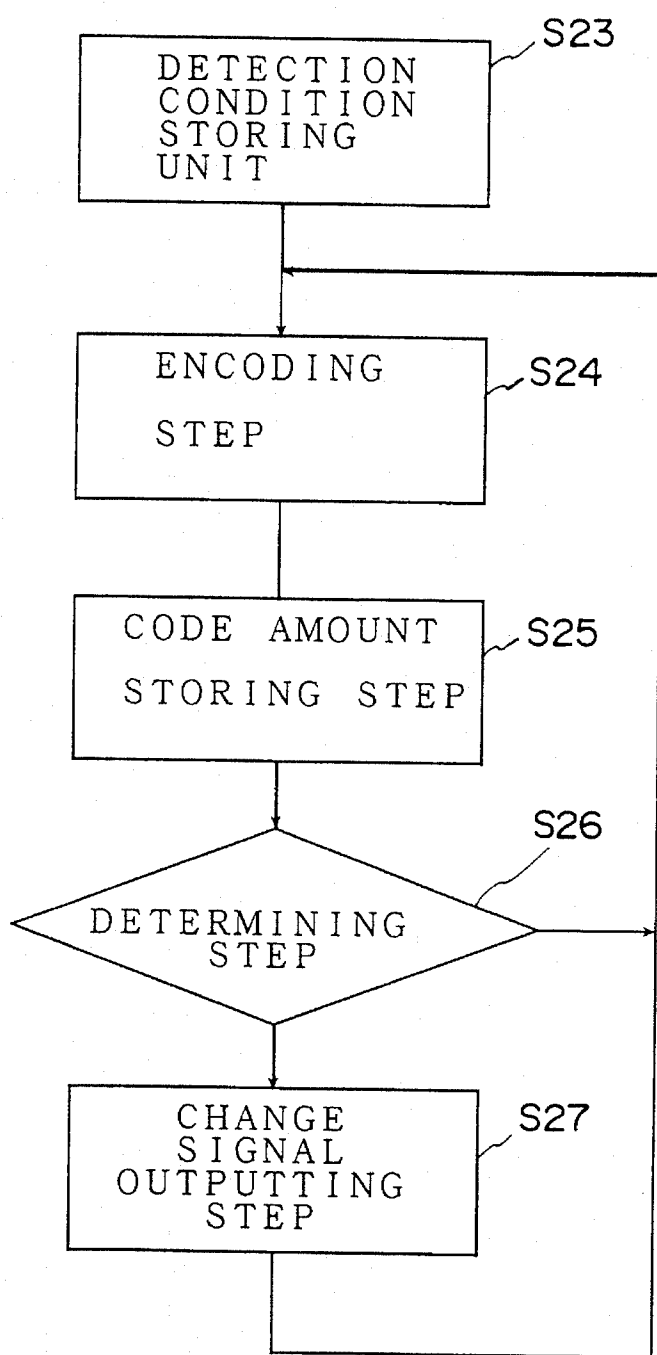 S23
DETECTION
CONDITION
STORING
UNIT
ENCODING
STEP
S24
CODE AMOUNT
STORING STEP
S25
S26
DETERMINING
STEP
CHANGE
SIGNAL
OUTPUTTING
STEP
S27